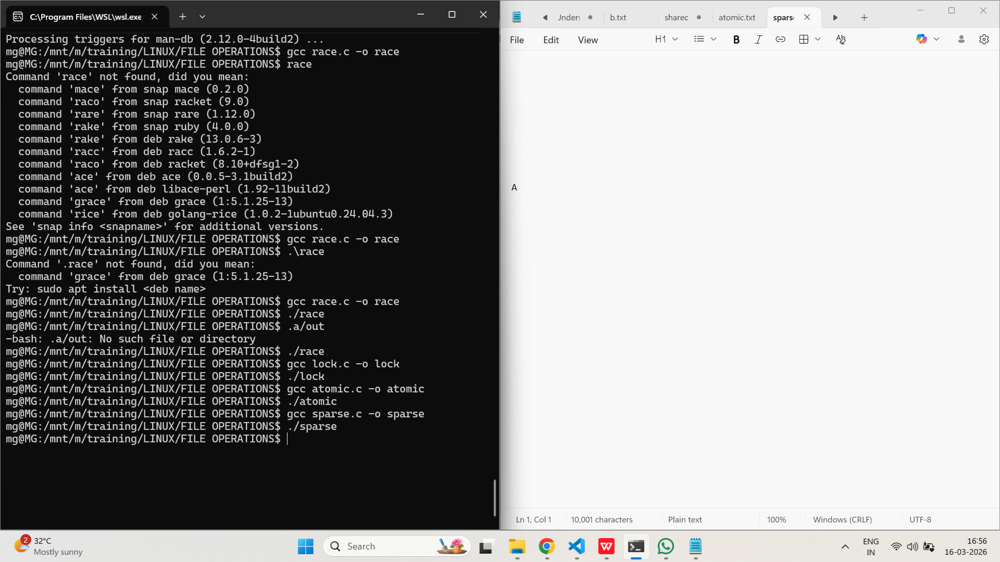 C:\Program Files\WSL\wsl.exe
Processing triggers for man-db (2.12.0-4build2) ...
mg@MG:/mnt/m/training/LINUX/FILE OPERATIONS$ gcc race.c -o race
mg@MG:/mnt/m/training/LINUX/FILE OPERATIONS$ race
Command 'race' not found, did you mean:
  command 'mace' from snap mace (0.2.0)
  command 'raco' from snap racket (9.0)
  command 'rare' from snap rare (1.12.0)
  command 'rake' from snap ruby (4.0.0)
  command 'rake' from deb rake (13.0.6-3)
  command 'racc' from deb racc (1.6.2-1)
  command 'raco' from deb racket (8.10+dfsg1-2)
  command 'ace' from deb ace (0.0.5-3.1build2)
  command 'ace' from deb libace-perl (1.92-11build2)
  command 'grace' from deb grace (1:5.1.25-13)
  command 'rice' from deb golang-rice (1.0.2-1ubuntu0.24.04.3)
See 'snap info <snapname>' for additional versions.
mg@MG:/mnt/m/training/LINUX/FILE OPERATIONS$ gcc race.c -o race
mg@MG:/mnt/m/training/LINUX/FILE OPERATIONS$ .\race
Command '.race' not found, did you mean:
  command 'grace' from deb grace (1:5.1.25-13)
Try: sudo apt install <deb name>
mg@MG:/mnt/m/training/LINUX/FILE OPERATIONS$ gcc race.c -o race
mg@MG:/mnt/m/training/LINUX/FILE OPERATIONS$ ./race
mg@MG:/mnt/m/training/LINUX/FILE OPERATIONS$ .a/out
-bash: .a/out: No such file or directory
mg@MG:/mnt/m/training/LINUX/FILE OPERATIONS$ ./race
mg@MG:/mnt/m/training/LINUX/FILE OPERATIONS$ gcc lock.c -o lock
mg@MG:/mnt/m/training/LINUX/FILE OPERATIONS$ ./lock
mg@MG:/mnt/m/training/LINUX/FILE OPERATIONS$ gcc atomic.c -o atomic
mg@MG:/mnt/m/training/LINUX/FILE OPERATIONS$ ./atomic
mg@MG:/mnt/m/training/LINUX/FILE OPERATIONS$ gcc sparse.c -o sparse
mg@MG:/mnt/m/training/LINUX/FILE OPERATIONS$ ./sparse
mg@MG:/mnt/m/training/LINUX/FILE OPERATIONS$
b.txt sharec atomic.txt spars
File Edit View H1 B I
A
Ln 1, Col 1 10,001 characters Plain text 100% Windows (CRLF) UTF-8
2 32°C
Mostly sunny
Search
ENG
IN
16:56
16-03-2026